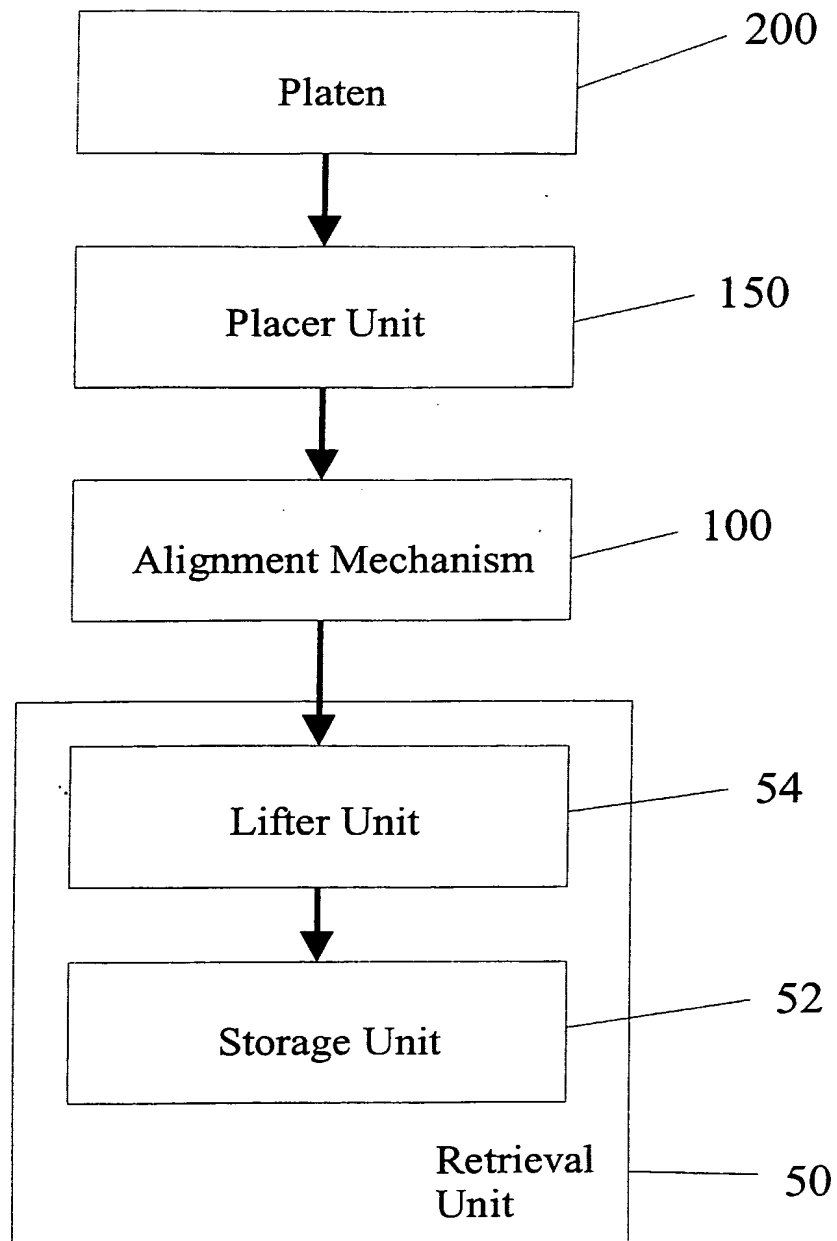 200
Platen
150
Placer Unit
100
Alignment Mechanism
54
Lifter Unit
52
Storage Unit
Retrieval
Unit
50